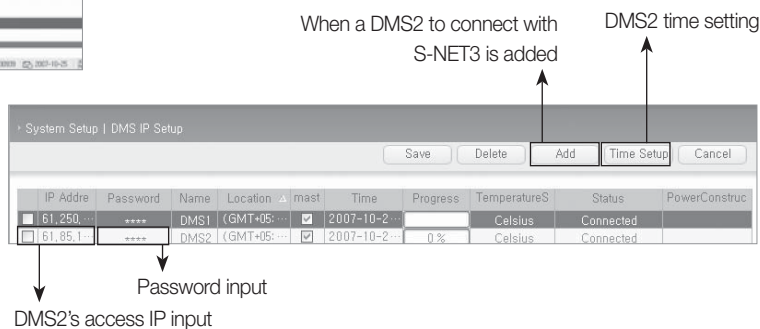 When a DMS2 to connect with
S-NET3 is added
DMS2 time setting
2007-10-25
System Setup | DMS IP Setup
Save Delete Add Time Setup Cancel
IP Addre Password Name Location mast Time Progress TemperatureS Status PowerConstruc
61,250,... **** DMS1 (GMT+05:... 2007-10-2... Celsius Connected
61,85,1... **** DMS2 (GMT+05:... 2007-10-2... 0 % Celsius Connected
Password input
DMS2's access IP input